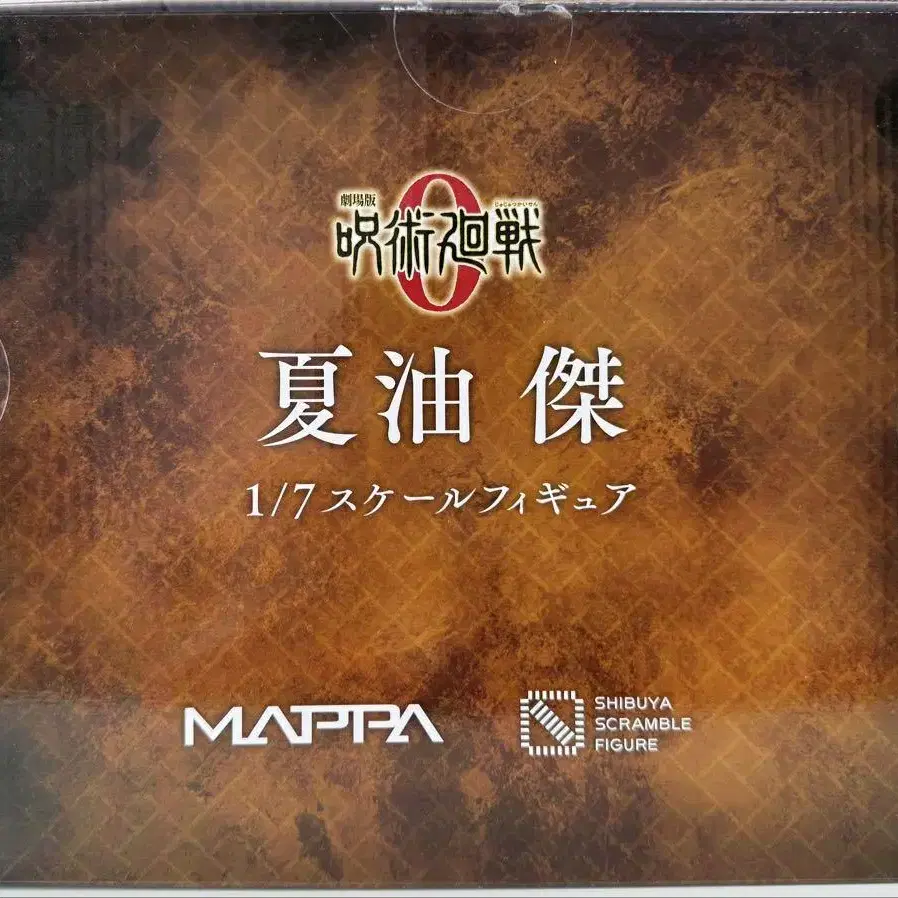 劇場版
じゅじゅつかいせん
呪術廻戦
0
夏油 傑
1/7スケールフィギュア
MAPPA
SHIBUYA
SCRAMBLE
FIGURE